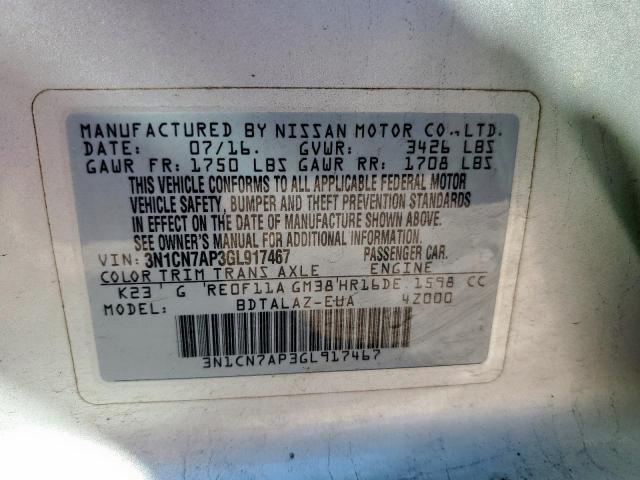 MANUFACTURED BY NISSAN MOTOR CO., LTD.
DATE: 07/16. GVWR: 3426 LBS
GAWR FR: 1750 LBS GAWR RR: 1708 LBS
THIS VEHICLE CONFORMS TO ALL APPLICABLE FEDERAL MOTOR
VEHICLE SAFETY, BUMPER AND THEFT PREVENTION STANDARDS
IN EFFECT ON THE DATE OF MANUFACTURE SHOWN ABOVE.
SEE OWNER'S MANUAL FOR ADDITIONAL INFORMATION.
VIN: 3N1CN7AP3GL917467 PASSENGER CAR.
COLOR TRIM TRANS AXLE ENGINE
K23 G RE0F11A GM38 HR16DE 1598 CC
MODEL: BDTALAZ-EUA 4Z000
3N1CN7AP3GL917467